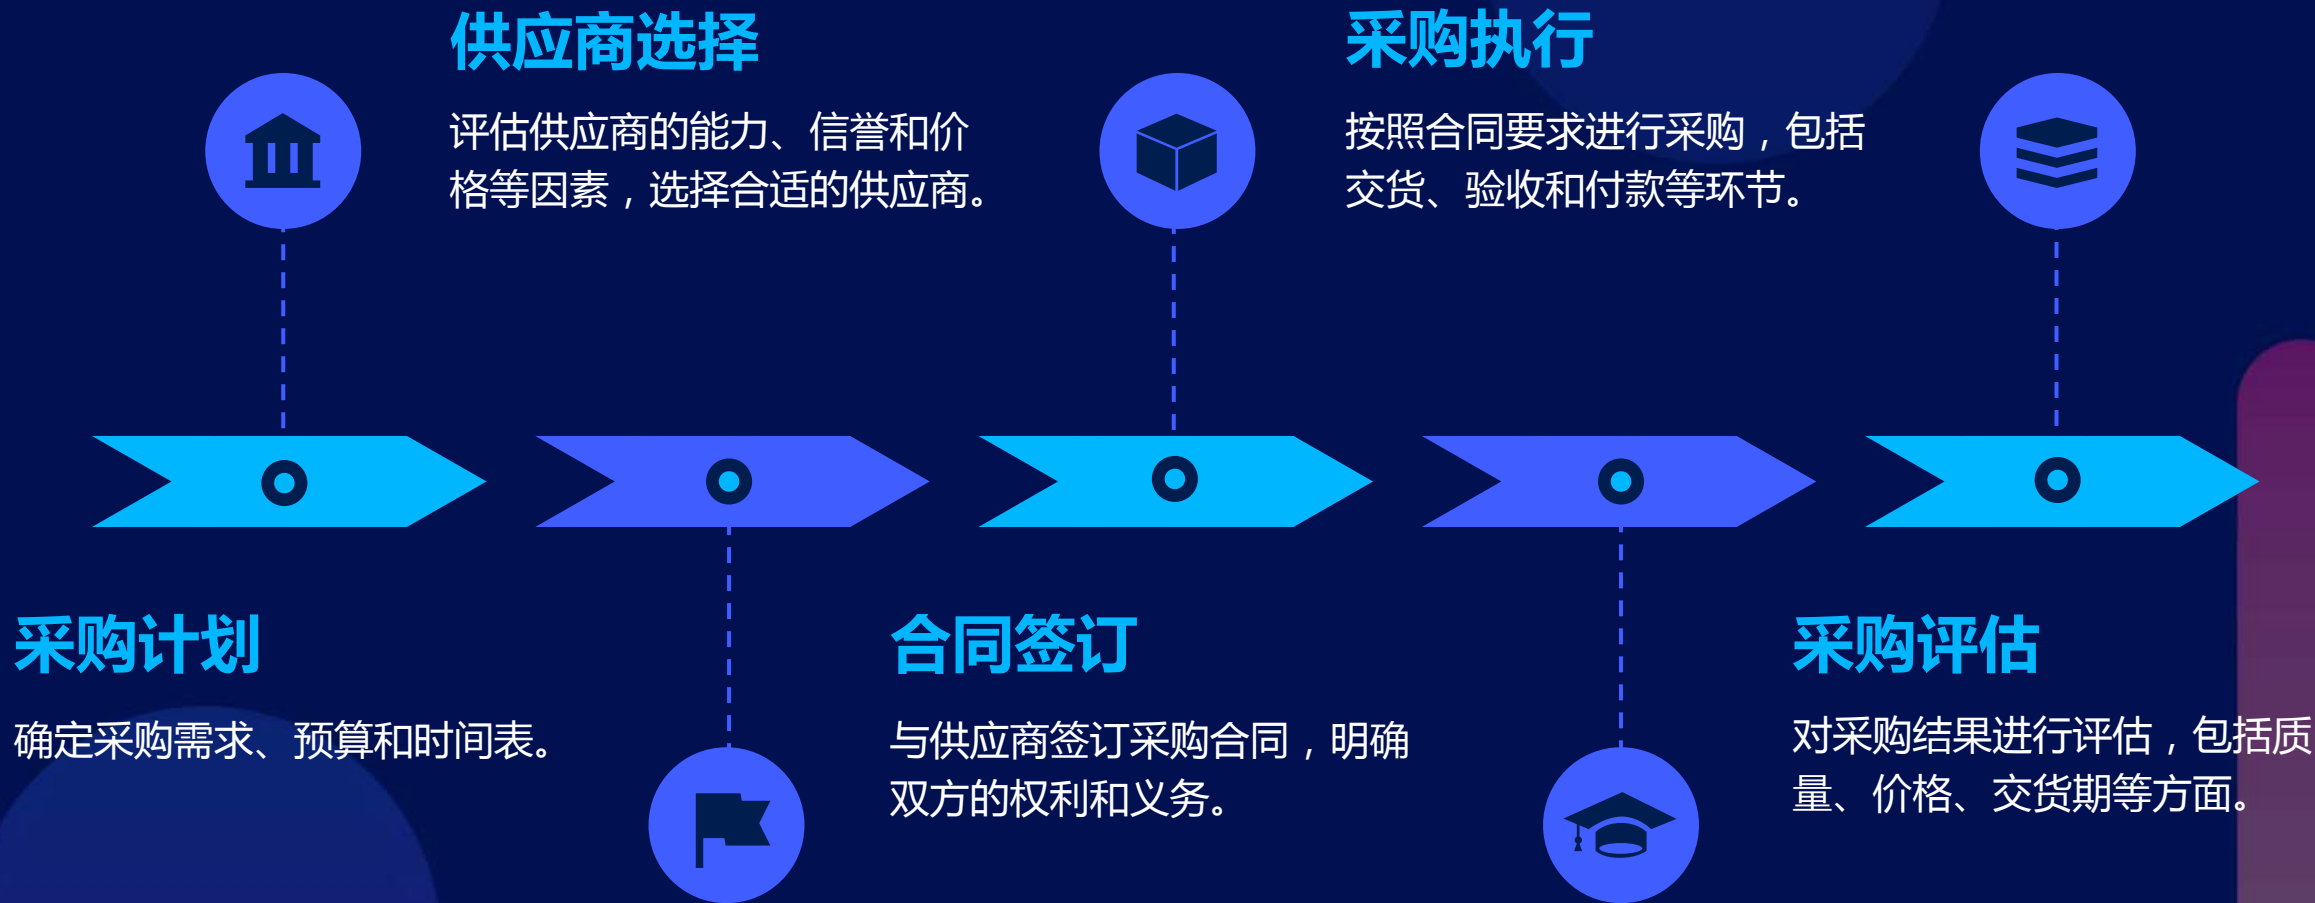 供应商选择
评估供应商的能力、信誉和价
格等因素，选择合适的供应商。
采购执行
按照合同要求进行采购，包括
交货、验收和付款等环节。
采购计划
确定采购需求、预算和时间表。
合同签订
与供应商签订采购合同，明确
双方的权利和义务。
采购评估
对采购结果进行评估，包括质
量、价格、交货期等方面。